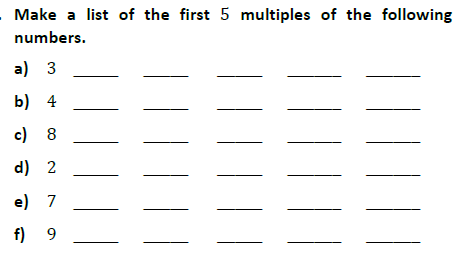 Make a list of the first 5 multiples of the following
numbers.
a) 3 _____ _____ _____ _____ _____
b) 4 _____ _____ _____ _____ _____
c) 8 _____ _____ _____ _____ _____
d) 2 _____ _____ _____ _____ _____
e) 7 _____ _____ _____ _____ _____
f) 9 _____ _____ _____ _____ _____